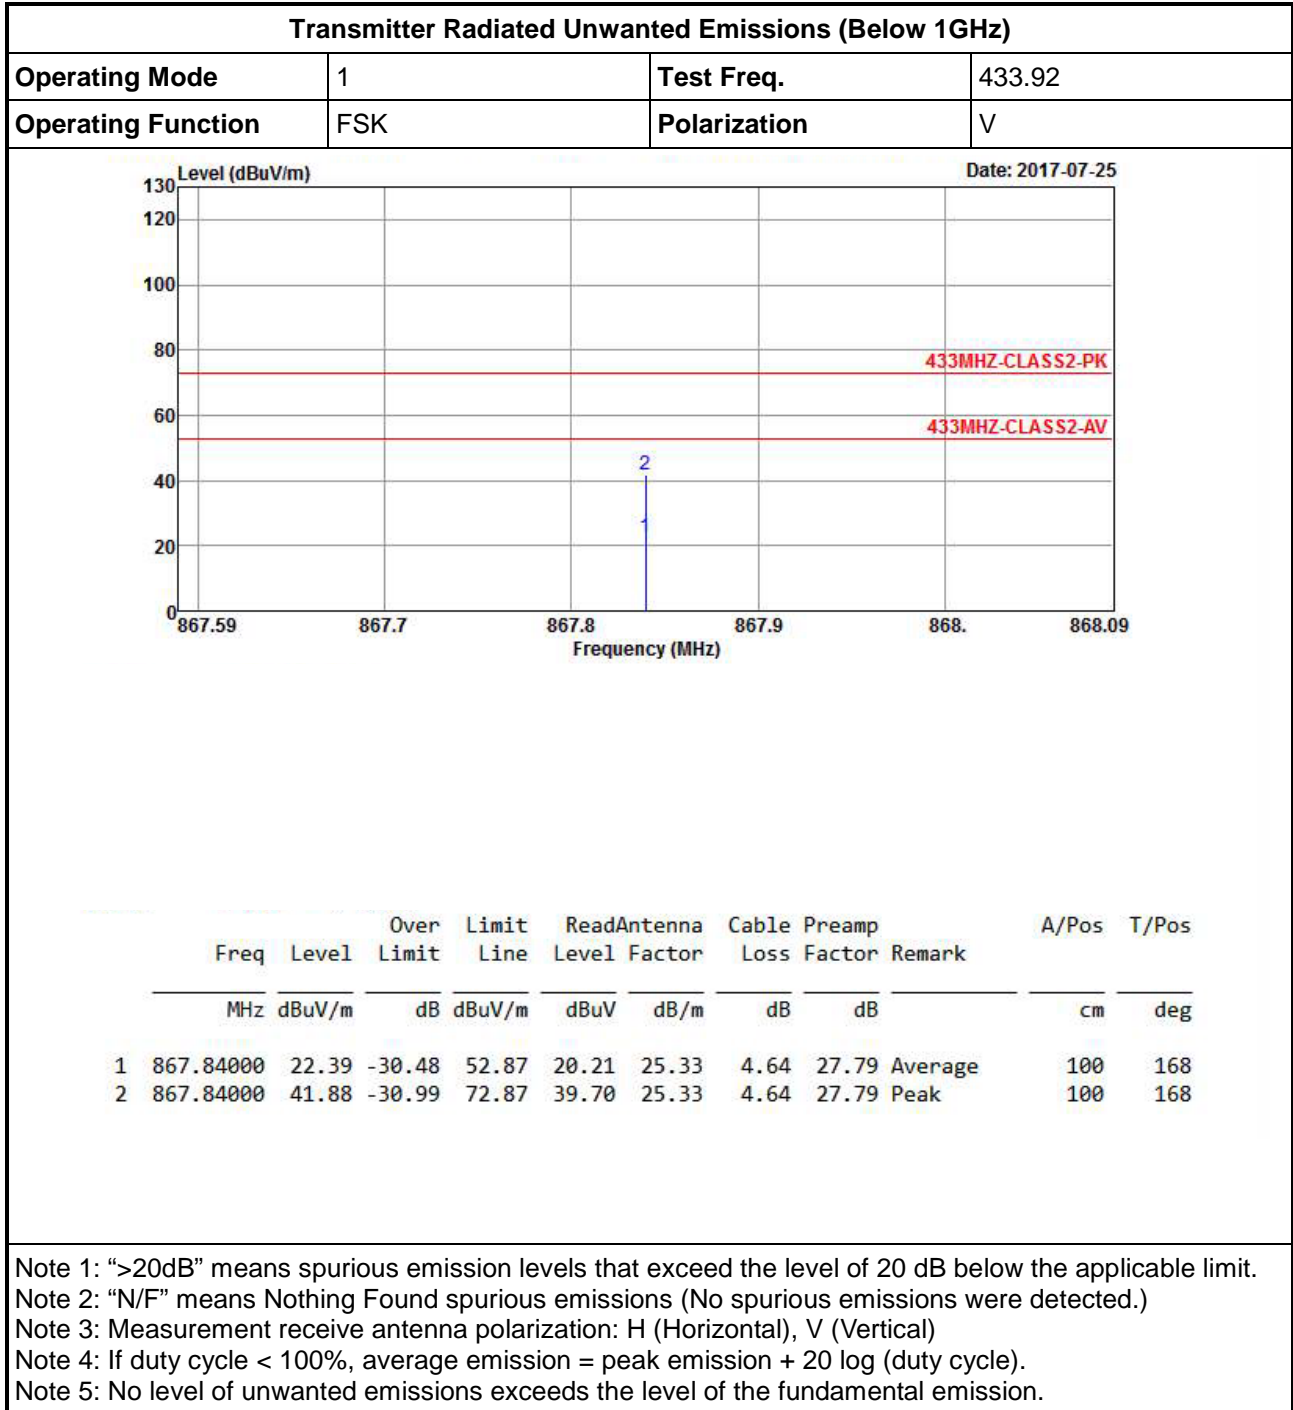 Transmitter Radiated Unwanted Emissions (Below 1GHz)
Operating Mode 1 Test Freq. 433.92
Operating Function FSK Polarization V
Level (dBuV/m) Date: 2017-07-25
130
120
100
80
433MHZ-CLASS2-PK
60
433MHZ-CLASS2-AV
2
40
1
20
0
867.59 867.7 867.8 867.9 868. 868.09
Frequency (MHz)
Over Limit ReadAntenna Cable Preamp A/Pos T/Pos
Freq Level Limit Line Level Factor Loss Factor Remark
MHz dBuV/m dB dBuV/m dBuV dB/m dB dB cm deg
1 867.84000 22.39 -30.48 52.87 20.21 25.33 4.64 27.79 Average 100 168
2 867.84000 41.88 -30.99 72.87 39.70 25.33 4.64 27.79 Peak 100 168
Note 1: “>20dB” means spurious emission levels that exceed the level of 20 dB below the applicable limit.
Note 2: “N/F” means Nothing Found spurious emissions (No spurious emissions were detected.)
Note 3: Measurement receive antenna polarization: H (Horizontal), V (Vertical)
Note 4: If duty cycle < 100%, average emission = peak emission + 20 log (duty cycle).
Note 5: No level of unwanted emissions exceeds the level of the fundamental emission.